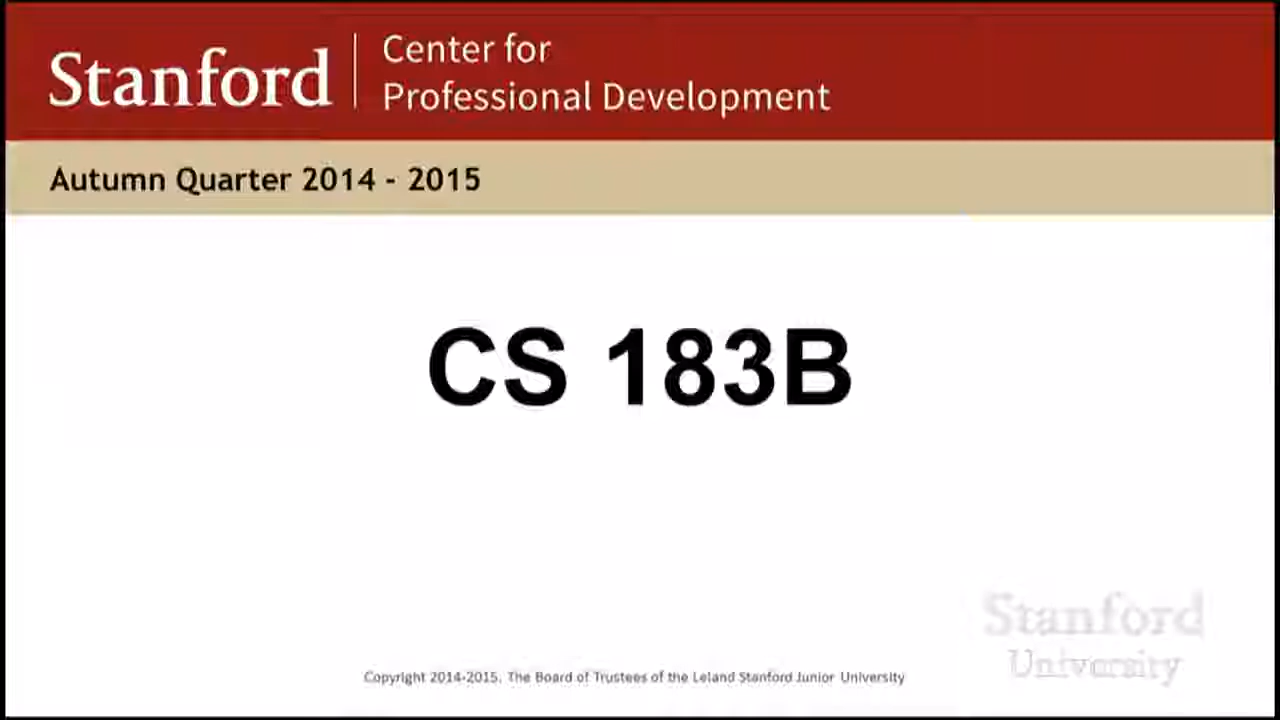 Stanford
Center for
Professional Development
Autumn Quarter 2014 - 2015
CS 183B
Stanford
University
Copyright 2014-2015. The Board of Trustees of the Leland Stanford Junior University